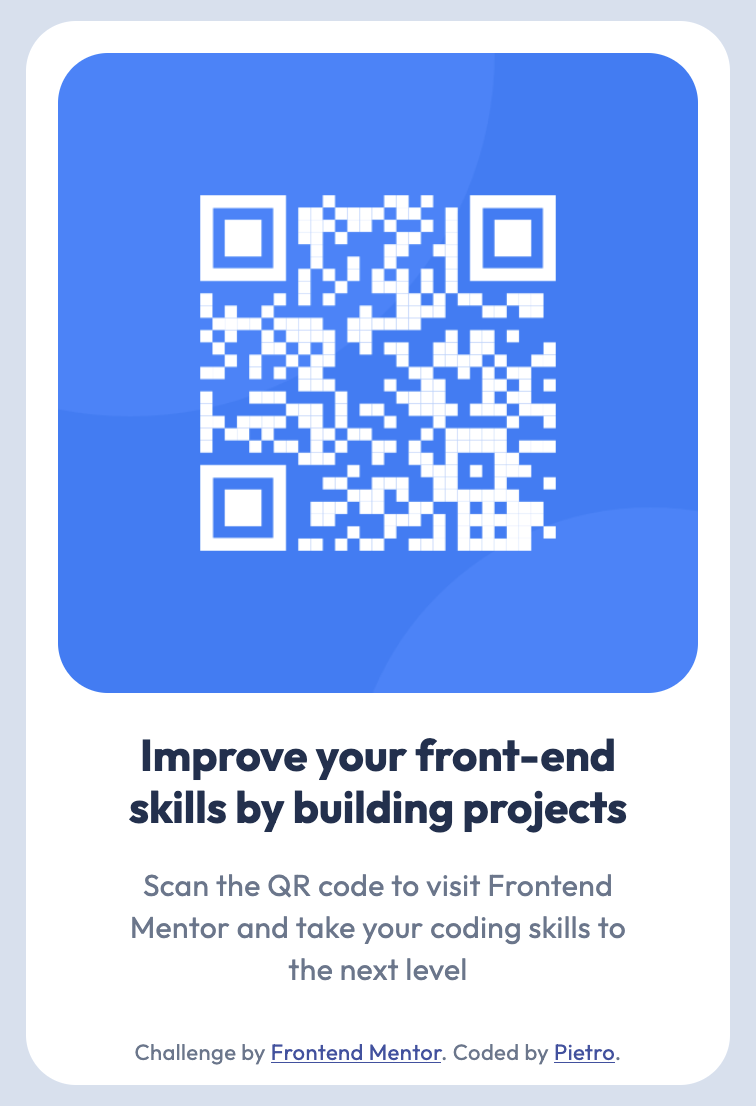 Improve your front-end
skills by building projects
Scan the QR code to visit Frontend
Mentor and take your coding skills to
the next level
Challenge by Frontend Mentor. Coded by Pietro.